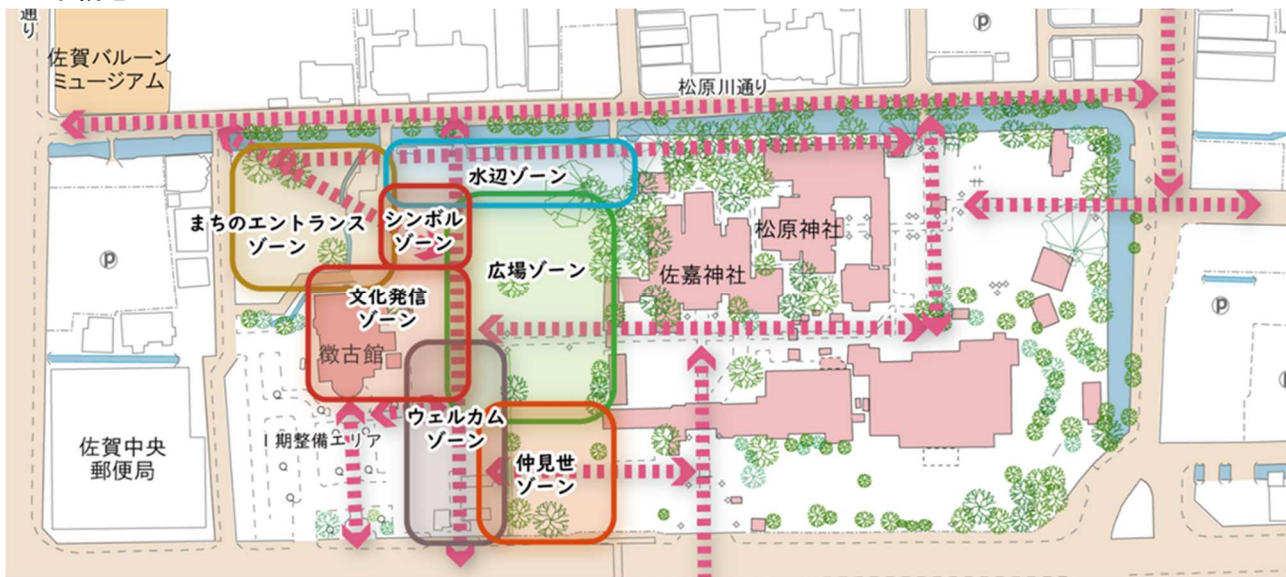 通り
佐賀バルーン
ミュージアム
Ⓟ
松原川通り
水辺ゾーン
まちのエントランス
ゾーン
シンボル
ゾーン
松原神社
広場ゾーン
佐嘉神社
Ⓟ
文化発信
ゾーン
Ⓟ
徴古館
ウェルカム
ゾーン
Ⅰ期整備エリア
佐賀中央
郵便局
仲見世
ゾーン